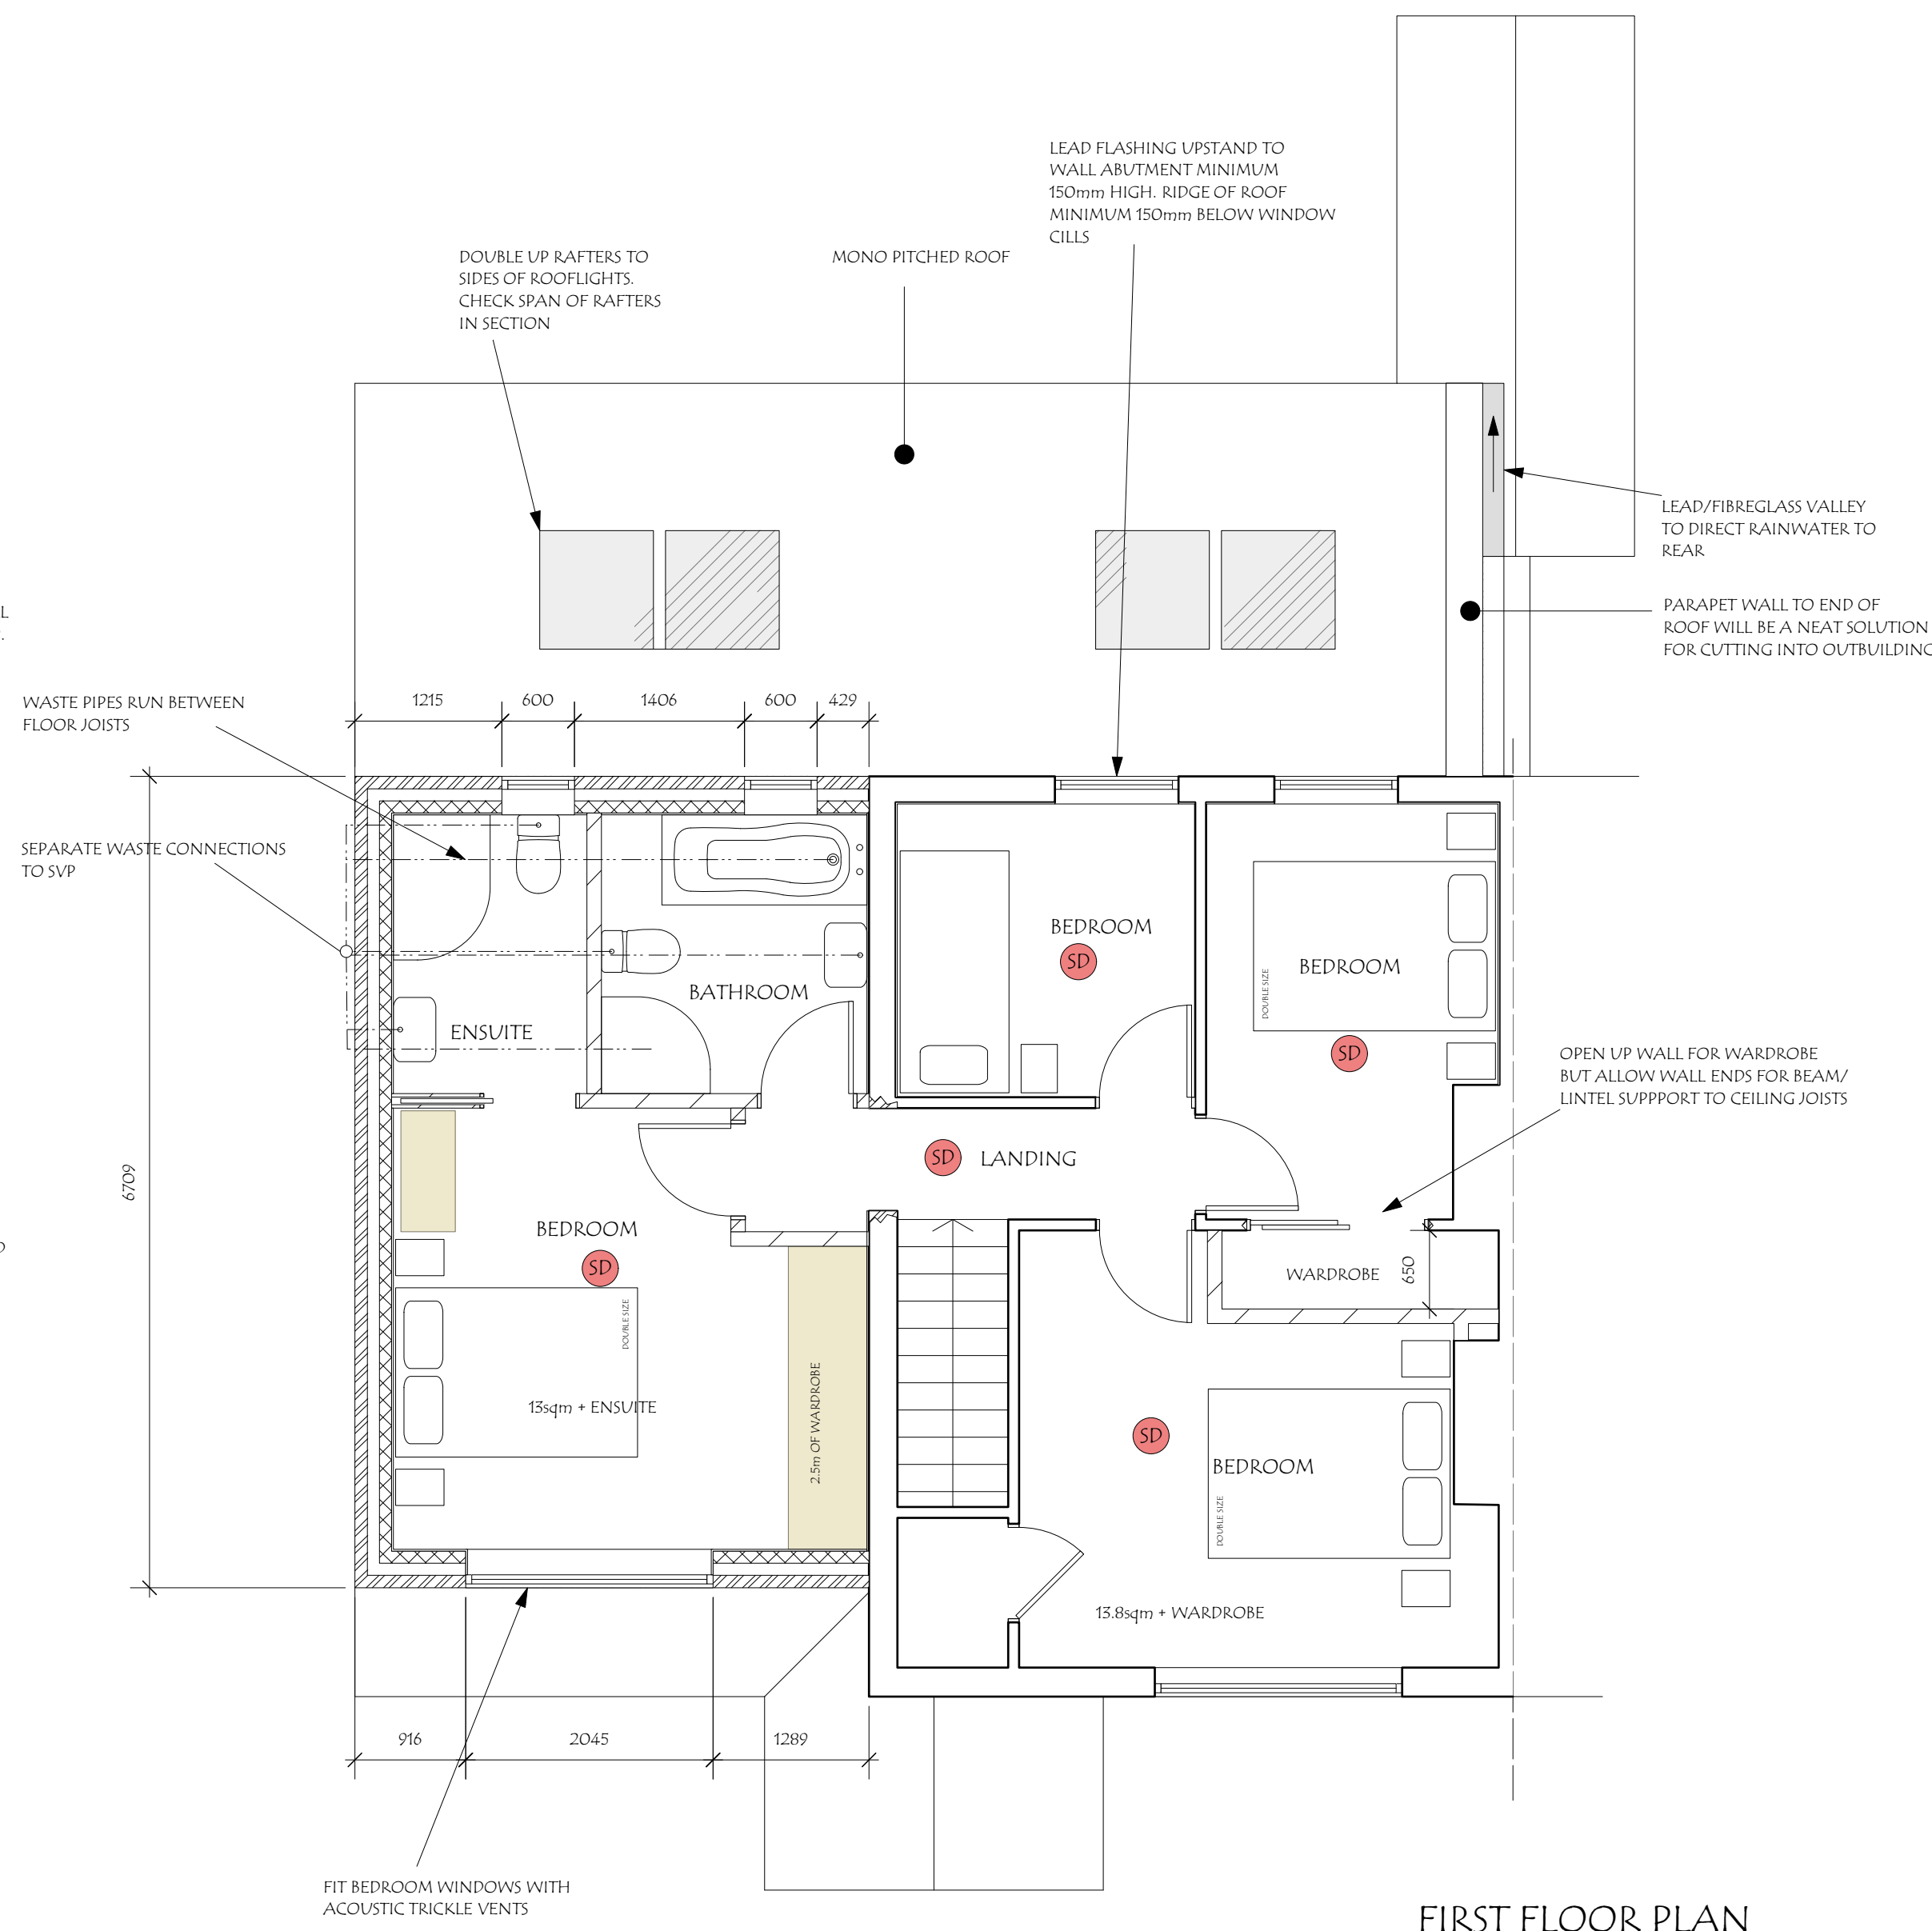 LEAD FLASHING UPSTAND TO
WALL ABUTMENT MINIMUM
150mm HIGH. RIDGE OF ROOF
MINIMUM 150mm BELOW WINDOW
CILLS
DOUBLE UP RAFTERS TO
SIDES OF ROOFLIGHTS.
CHECK SPAN OF RAFTERS
IN SECTION
MONO PITCHED ROOF
LEAD/FIBREGLASS VALLEY
TO DIRECT RAINWATER TO
REAR
PARAPET WALL TO END OF
ROOF WILL BE A NEAT SOLUTION
FOR CUTTING INTO OUTBUILDING
WASTE PIPES RUN BETWEEN
FLOOR JOISTS
1215
600
1406
600
429
SEPARATE WASTE CONNECTIONS
TO SVP
BEDROOM
SD
BEDROOM
DOUBLE SIZE
SD
BATHROOM
ENSUITE
OPEN UP WALL FOR WARDROBE
BUT ALLOW WALL ENDS FOR BEAM/
LINTEL SUPPPORT TO CEILING JOISTS
6709
SD
LANDING
BEDROOM
SD
DOUBLE SIZE
WARDROBE
650
13sqm + ENSUITE
2.5m OF WARDROBE
SD
BEDROOM
DOUBLE SIZE
13.8sqm + WARDROBE
916
2045
1289
FIT BEDROOM WINDOWS WITH
ACOUSTIC TRICKLE VENTS
FIRST FLOOR PLAN